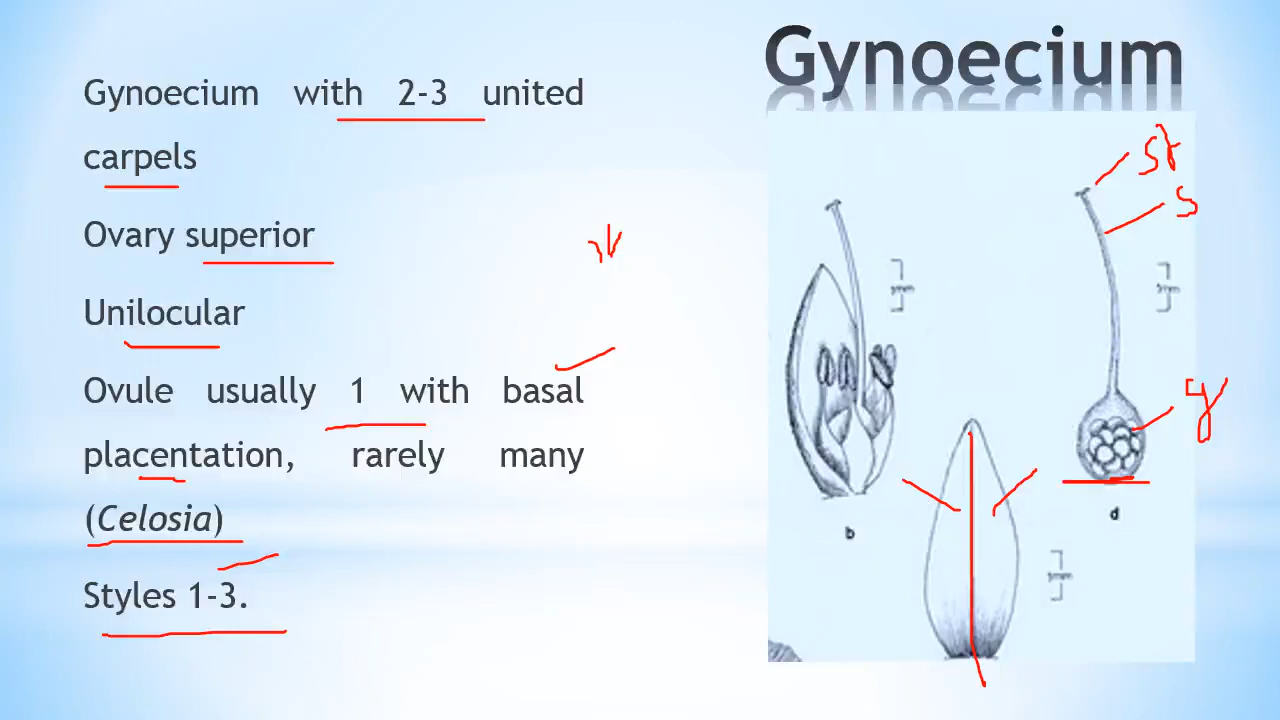 Gynoecium
Gynoecium with 2-3 united
carpels
Ovary superior
Unilocular
Ovule usually 1 with basal
placentation, rarely many
(Celosia)
Styles 1-3.
st
s
b
d